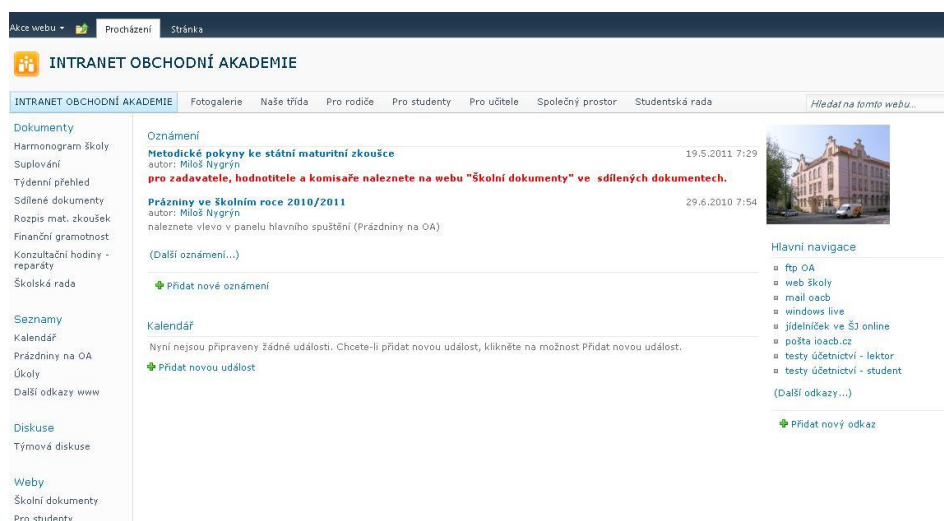 Akce webu
Procházení
Stránka
INTRANET OBCHODNÍ AKADEMIE
INTRANET OBCHODNÍ AKADEMIE
Fotogalerie
Naše třída
Pro rodiče
Pro studenty
Pro učitele
Společný prostor
Studentská rada
Hledat na tomto webu...
Dokumenty
Harmonogram školy
Suplování
Týdenní přehled
Sdílené dokumenty
Rozpis mat. zkoušek
Finanční gramotnost
Konzultační hodiny -
reparáty
Školská rada
Seznamy
Kalendář
Prázdniny na OA
Úkoly
Další odkazy www
Diskuse
Týmová diskuse
Weby
Školní dokumenty
Pro studenty
Oznámení
Metodické pokyny ke státní maturitní zkoušce 19.5.2011 7:29
autor: Miloš Nygrýn
pro zadavatele, hodnotitele a komisaře naleznete na webu "Školní dokumenty" ve sdílených dokumentech.
Prázniny ve školním roce 2010/2011 29.6.2010 7:54
autor: Miloš Nygrýn
naleznete vlevo v panelu hlavního spuštění (Prázdniny na OA)
(Další oznámení...)
Přidat nové oznámení
Kalendář
Nyní nejsou připraveny žádné události. Chcete-li přidat novou událost, klikněte na možnost Přidat novou událost.
Přidat novou událost
Hlavní navigace
ftp OA
web školy
mail oacb
windows live
jídelníček ve ŠJ online
pošta ioacb.cz
testy účetnictví - lektor
testy účetnictví - student
(Další odkazy...)
Přidat nový odkaz